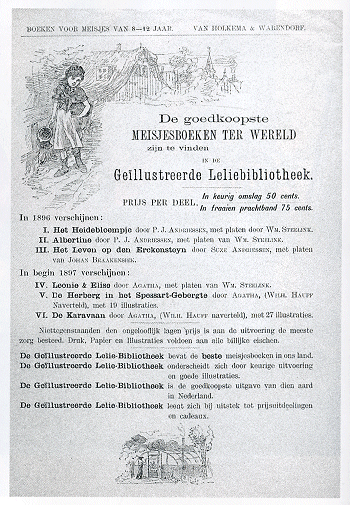 BOEKEN VOOR MEISJES VAN 8—12 JAAR. VAN HOLKEMA & WARENDORF.
De goedkoopste
MEISJESBOEKEN TER WERELD
zijn te vinden
IN DE
Geïllustreerde Leliebibliotheek.
PRIJS PER DEEL, In keurig omslag 50 cents.
In fraaien prachtband 75 cents.
In 1896 verschijnen:
I. Het Heidebloempje door P. J. ANDRIESSEN, met platen door WM. STEELINK.
II. Albertine door P. J. ANDRIESSEN, met platen van WM. STEELINK.
III. Het Leven op den Ereknsteyn door SUZE ANDRIESSEN, met platen
van JOHAN BRAAKENSIEK.
In begin 1897 verschijnen:
IV. Leonie & Elise door AGATHA, met platen van WM. STEELINK.
V. De Herberg in het Spessart-Gebergte door AGATHA, (WILH. HAUFF
Naverteld), met 19 illustraties.
VI. De Karavaan door AGATHA, (WILH. HAUFF naverteld), met 27 illustraties.
Niettegenstaanden den ongelooflijk lagen prijs is aan de uitvoering de meeste
zorg besteed. Druk, Papier en Illustraties voldoen aan alle billijke eischen.
De Geïllustreerde Lelie-Bibliotheek bevat de beste meisjesboeken in ons land.
De Geïllustreerde Lelie-Bibliotheek onderscheidt zich door keurige uitvoering
en goede illustraties.
De Geïllustreerde Lelie-Bibliotheek is de goedkoopste uitgave van dien aard
in Nederland.
De Geïllustreerde Lelie-Bibliotheek leent zich bij uitstek tot prijsuitdeelingen
en cadeaux.